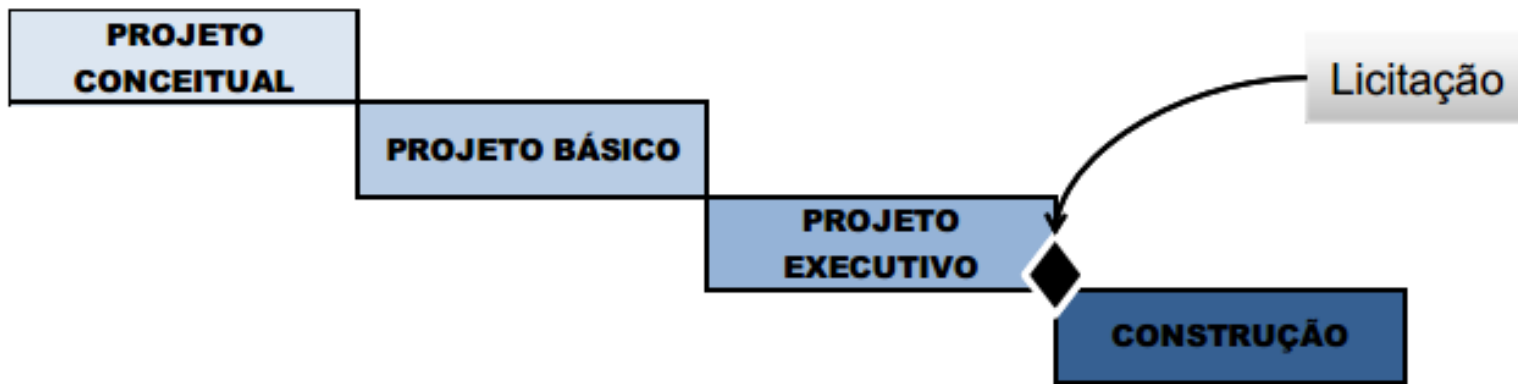 PROJETO
CONCEITUAL
Licitação
PROJETO BÁSICO
PROJETO
EXECUTIVO
CONSTRUÇÃO